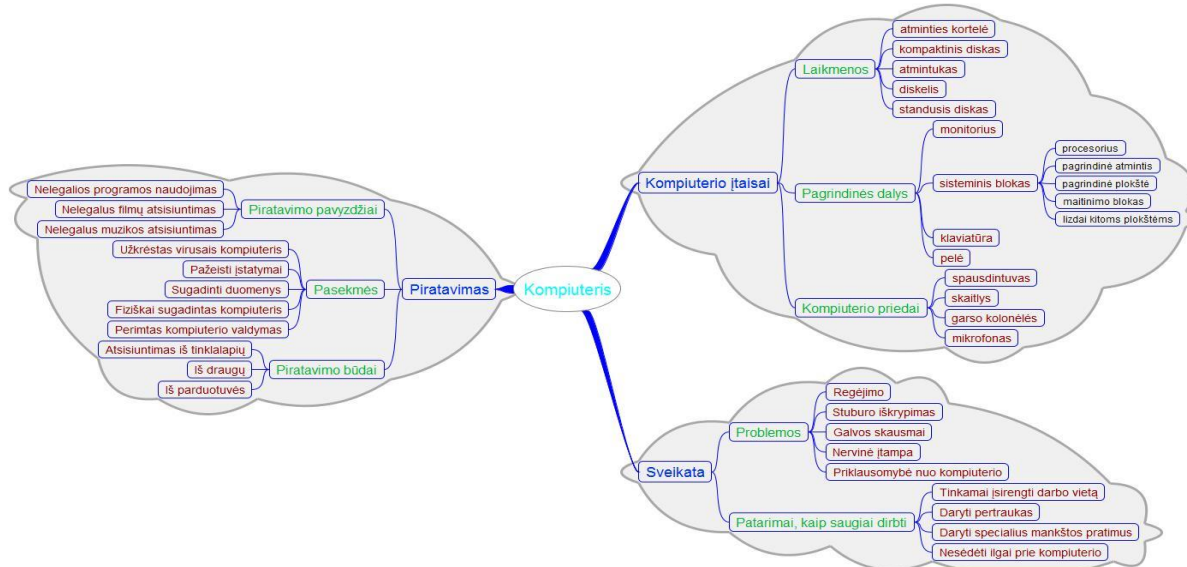 Kompiuteris
Kompiuterio įtaisai
Laikmenos
atminties kortelė
kompaktinis diskas
atmintukas
diskelis
standusis diskas
Pagrindinės dalys
monitorius
sisteminis blokas
procesorius
pagrindinė atmintis
pagrindinė plokštė
maitinimo blokas
lizdai kitoms plokštėms
klaviatūra
pelė
Kompiuterio priedai
spausdintuvas
skaitlys
garso kolonėlės
mikrofonas
Sveikata
Problemos
Regėjimo
Stuburo iškrypimas
Galvos skausmai
Nervinė įtampa
Priklausomybė nuo kompiuterio
Patarimai, kaip saugiai dirbti
Tinkamai įsirengti darbo vietą
Daryti pertraukas
Daryti specialius mankštos pratimus
Nesėdėti ilgai prie kompiuterio
Piratavimas
Piratavimo pavyzdžiai
Nelegalios programos naudojimas
Nelegalus filmų atsisiuntimas
Nelegalus muzikos atsisiuntimas
Pasekmės
Užkrėstas virusais kompiuteris
Pažeisti įstatymai
Sugadinti duomenys
Fiziškai sugadintas kompiuteris
Perimtas kompiuterio valdymas
Piratavimo būdai
Atsisiuntimas iš tinklalapių
Iš draugų
Iš parduotuvės